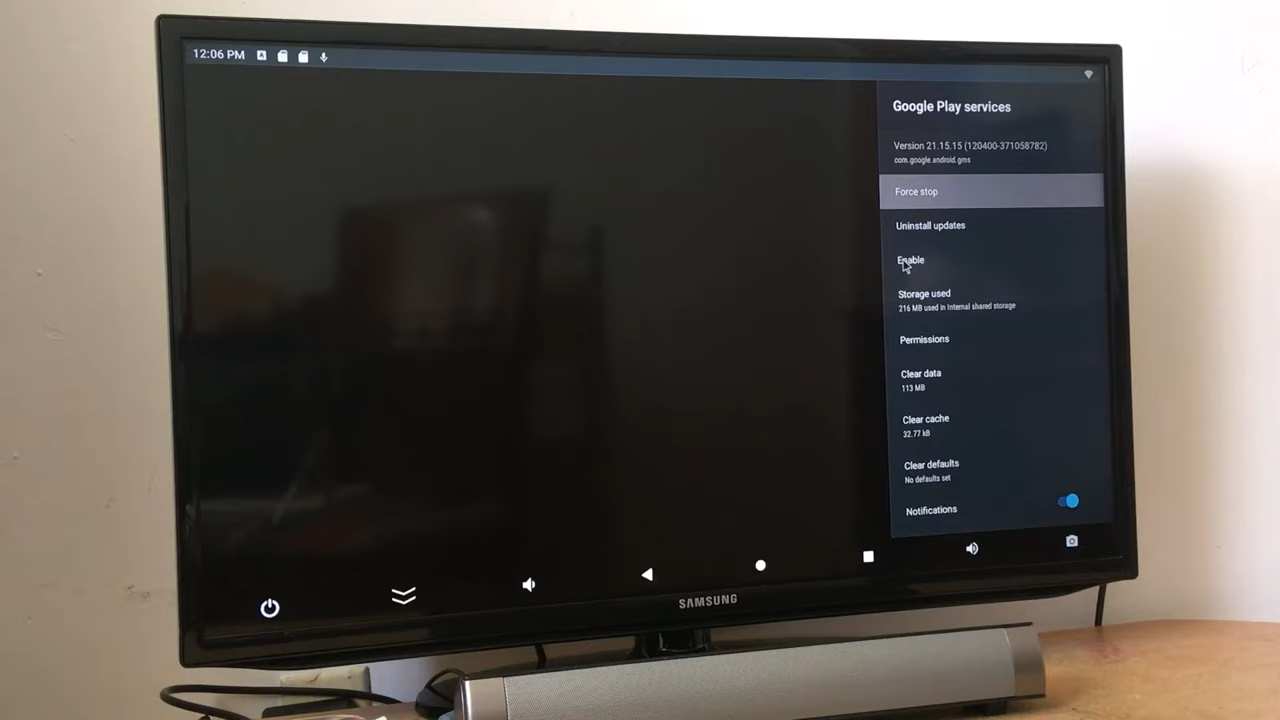 12:06 PM
Google Play services
Version 21.15.15 (120400-371058782)
com.google.android.gms
Force stop
Uninstall updates
Enable
Storage used
216 MB used in Internal shared storage
Permissions
Clear data
113 MB
Clear cache
32.77 kB
Clear defaults
No defaults set
Notifications
SAMSUNG